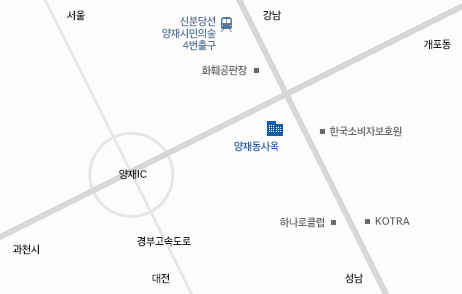 서울
강남
신분당선
양재시민의숲
4번출구
개포동
화훼공판장
한국소비자보호원
양재동사옥
양재IC
하나로클럽
KOTRA
경부고속도로
과천시
대전
성남